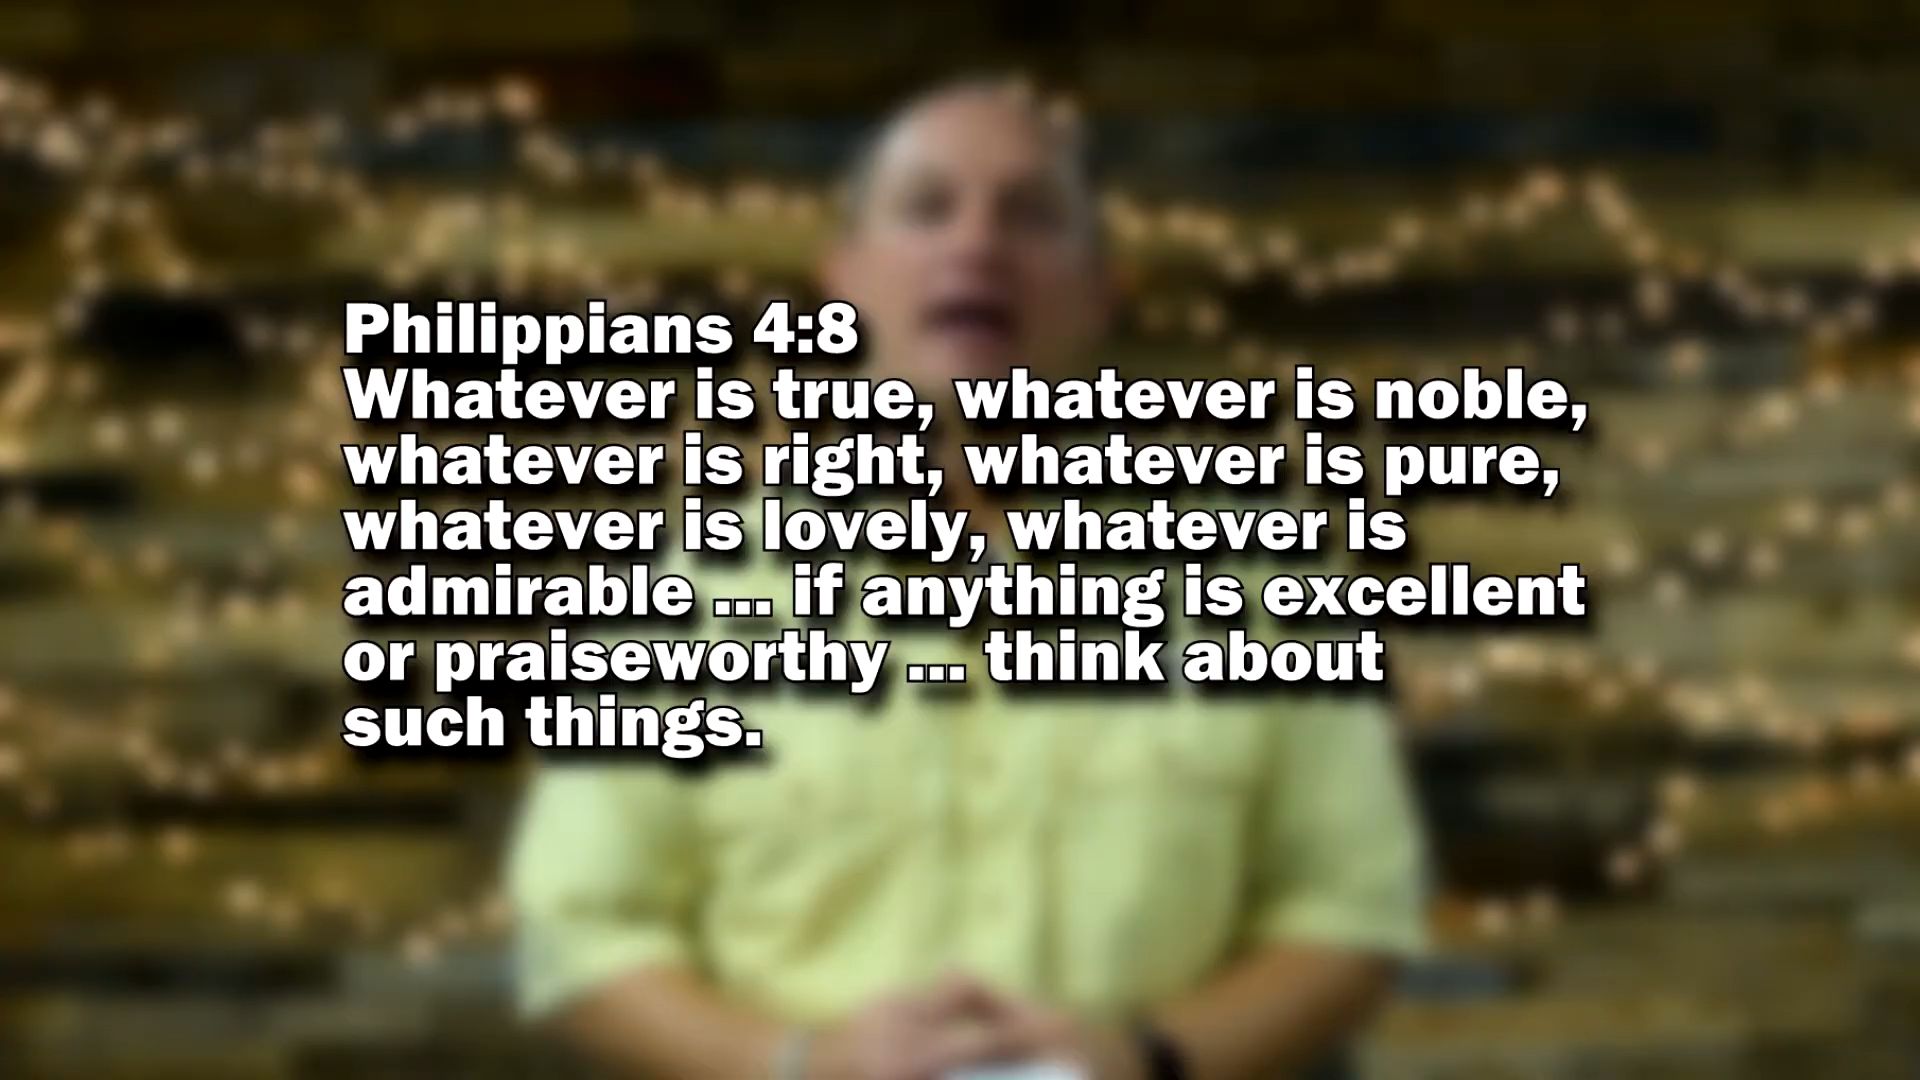 Philippians 4:8
Whatever is true, whatever is noble,
whatever is right, whatever is pure,
whatever is lovely, whatever is
admirable ... if anything is excellent
or praiseworthy ... think about
such things.